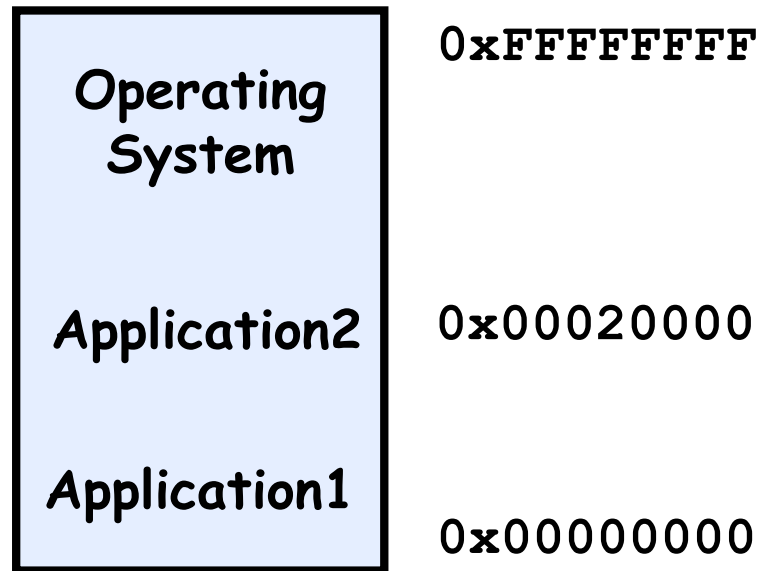 0xFFFFFFFF
Operating
System
Application2
0x00020000
Application1
0x00000000